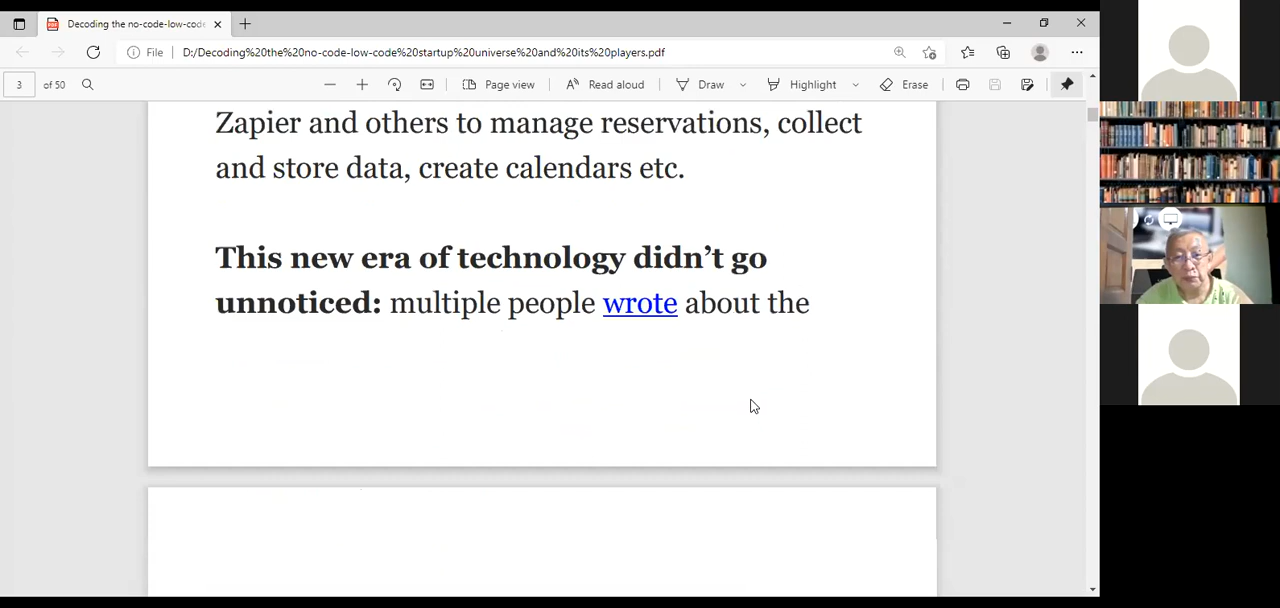 Decoding the no-code-low-code
File
D:/Decoding%20the%20no-code-low-code%20startup%20universe%20and%20its%20players.pdf
3 of 50
Page view
Read aloud
Draw
Highlight
Erase
Zapier and others to manage reservations, collect
and store data, create calendars etc.
This new era of technology didn’t go
unnoticed: multiple people wrote about the